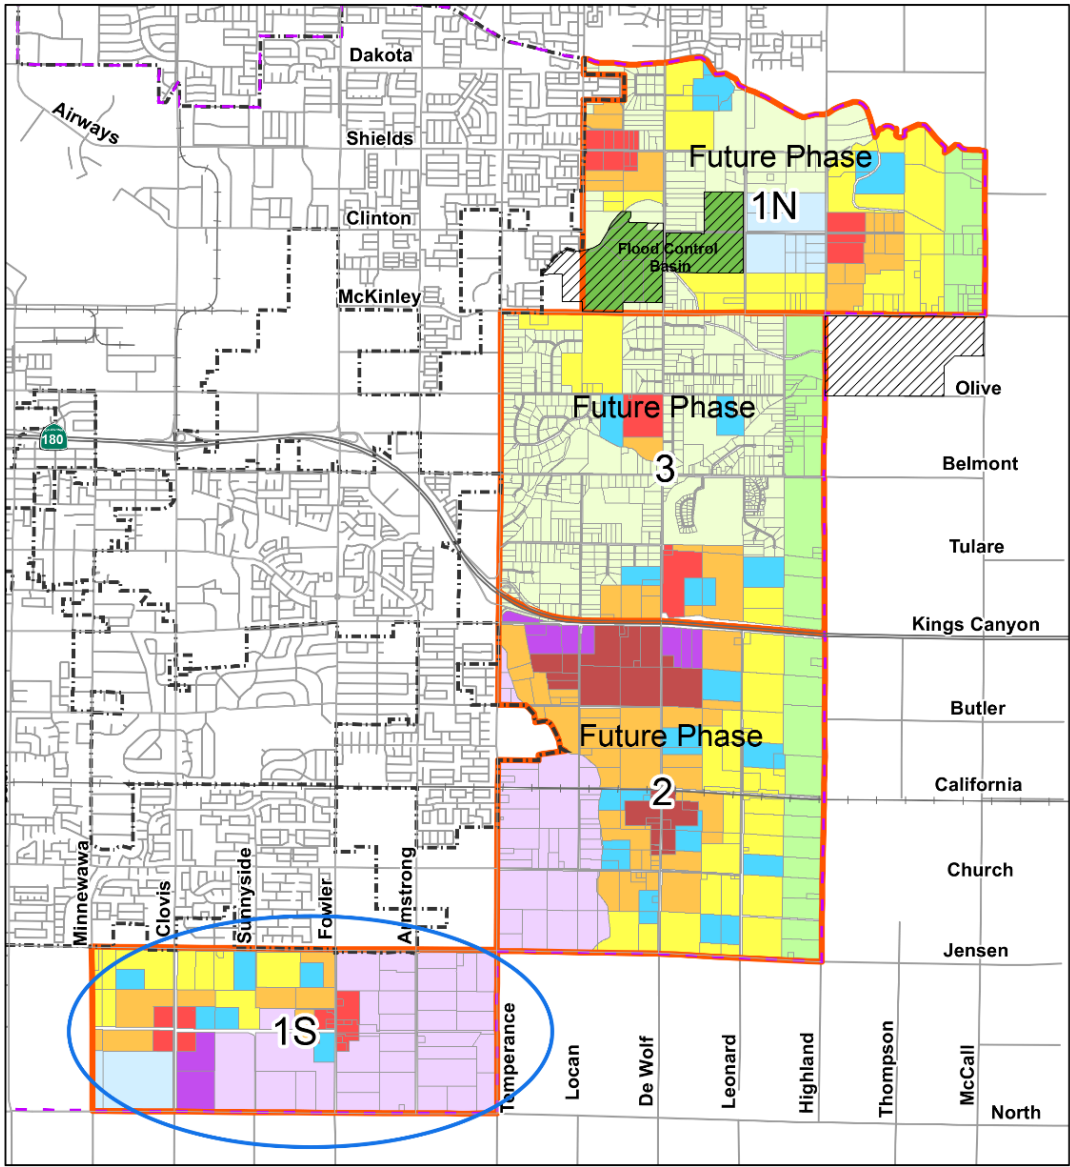 Dakota
Airways
Shields
Future Phase
1N
Clinton
Flood Control
Basin
McKinley
Olive
Future Phase
180
3
Belmont
Tulare
Kings Canyon
Butler
Future Phase
2
California
Church
Minnewawa
Clovis
Sunnyside
Fowler
Armstrong
Jensen
1S
Temperance
Locan
De Wolf
Leonard
Highland
Thompson
McCall
North